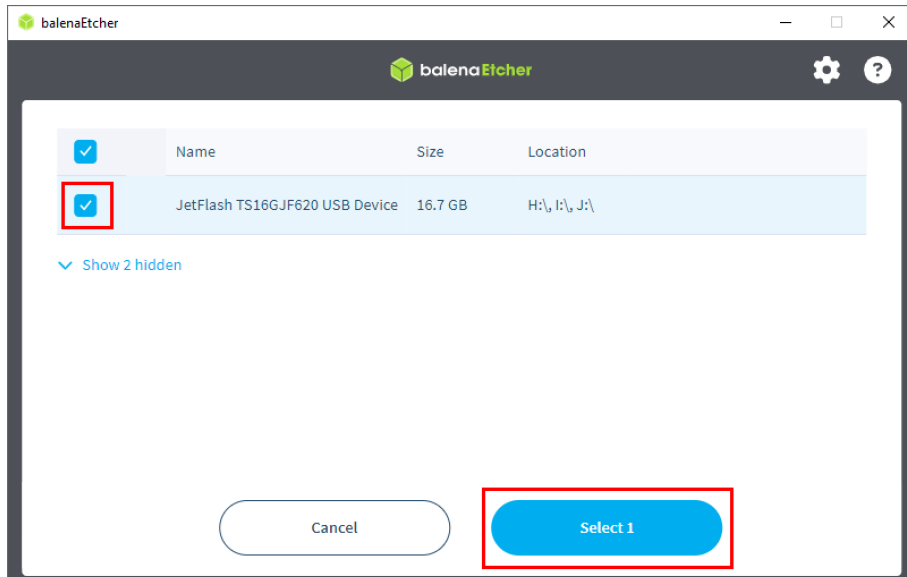 balenaEtcher
balenaEtcher
Name Size Location
JetFlash TS16GJF620 USB Device 16.7 GB H:\, I:\, J:\
Show 2 hidden
Cancel Select 1